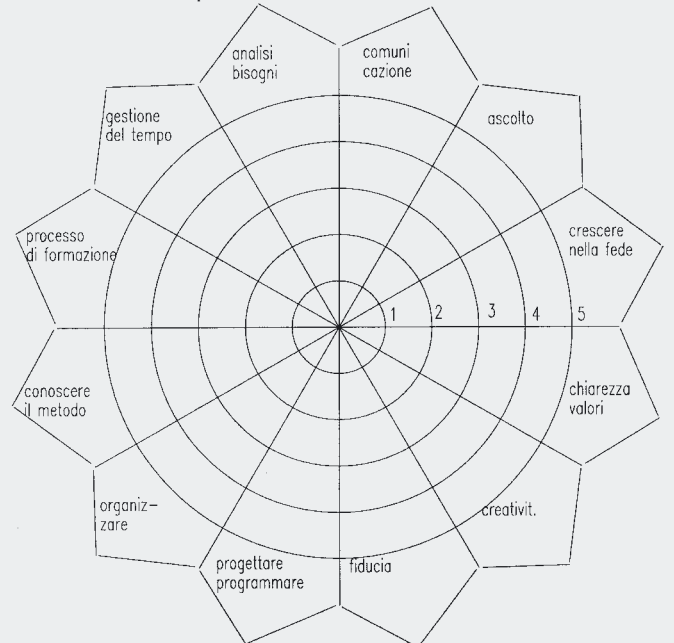 analisi
bisogni
comuni
cazione
gestione
del tempo
ascolto
processo
di formazione
crescere
nella fede
1
2
3
4
5
conoscere
il metodo
chiarezza
valori
organiz-
zare
creativit.
progettare
programmare
fiducia